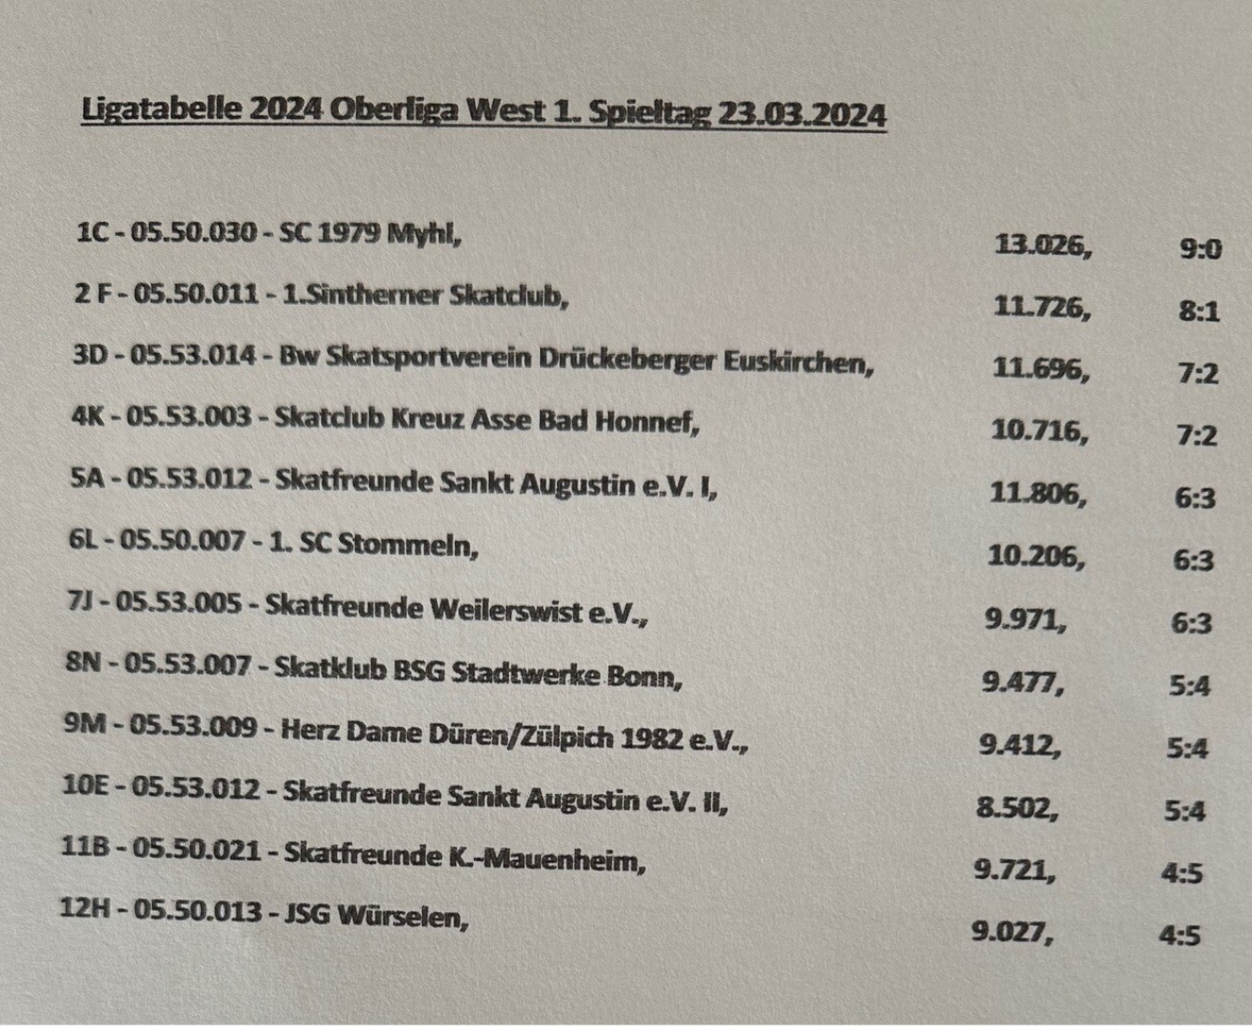 Ligatabelle 2024 Oberliga West 1. Spieltag 23.03.2024
1C - 05.50.030 - SC 1979 Myhl, 13.026, 9:0
2 F - 05.50.011 - 1.Sintherner Skatclub, 11.726, 8:1
3D - 05.53.014 - Bw Skatsportverein Drückeberger Euskirchen, 11.696, 7:2
4K - 05.53.003 - Skatclub Kreuz Asse Bad Honnef, 10.716, 7:2
5A - 05.53.012 - Skatfreunde Sankt Augustin e.V. I, 11.806, 6:3
6L - 05.50.007 - 1. SC Stommeln, 10.206, 6:3
7J - 05.53.005 - Skatfreunde Weilerswist e.V., 9.971, 6:3
8N - 05.53.007 - Skatklub BSG Stadtwerke Bonn, 9.477, 5:4
9M - 05.53.009 - Herz Dame Düren/Zülpich 1982 e.V., 9.412, 5:4
10E - 05.53.012 - Skatfreunde Sankt Augustin e.V. II, 8.502, 5:4
11B - 05.50.021 - Skatfreunde K.-Mauenheim, 9.721, 4:5
12H - 05.50.013 - JSG Würselen, 9.027, 4:5